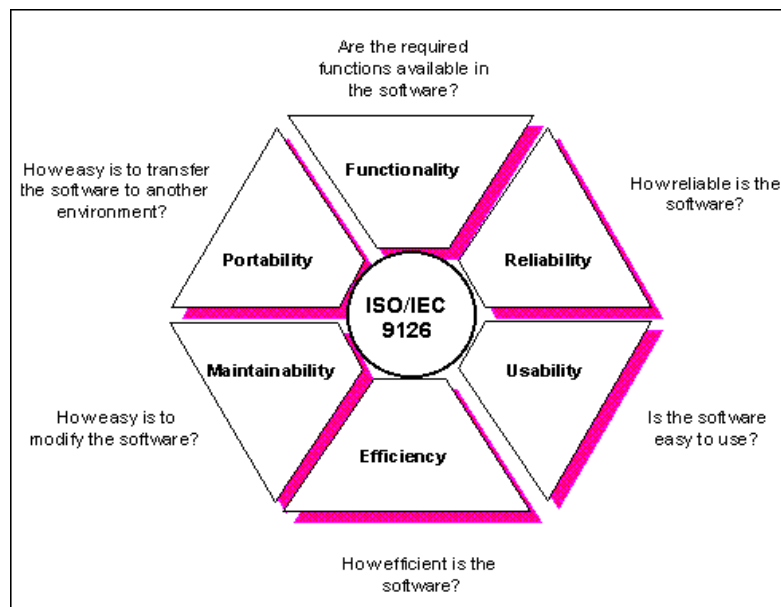 Are the required
functions available in
the software?
Functionality
How easy is to transfer
the software to another
environment?
How reliable is the
software?
Portability
Reliability
ISO/IEC
9126
Maintainability
Usability
How easy is to
modify the software?
Is the software
easy to use?
Efficiency
How efficient is the
software?